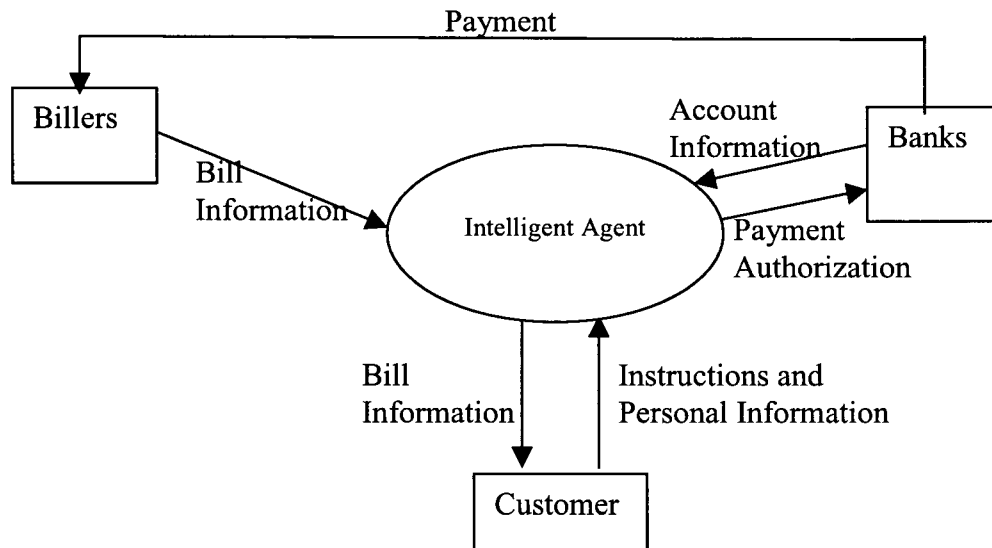 Payment
Billers
Account
Information
Banks
Bill
Information
Intelligent Agent
Payment
Authorization
Bill
Information
Instructions and
Personal Information
Customer